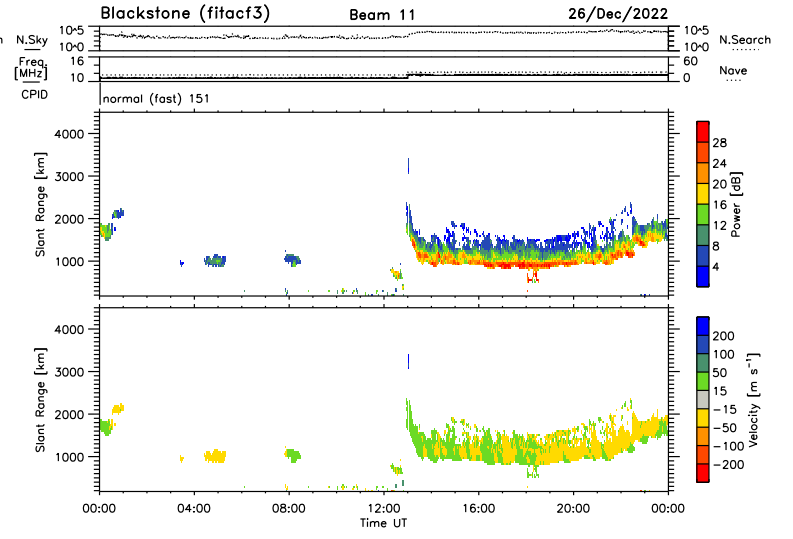 Blackstone (fitacf3) Beam 11 26/Dec/2022
n N.Sky 10^5 10^5 N.Search
10^0 10^0
Freq. 16 60 Nave
[MHz] 10 0
CPID normal (fast) 151
Slant Range [km]
4000
3000
2000
1000
28
24
20
16
12
8
4
Power [dB]
Slant Range [km]
4000
3000
2000
1000
200
100
50
15
-15
-50
-100
-200
Velocity [m s⁻¹]
00:00 04:00 08:00 12:00 16:00 20:00 00:00
Time UT